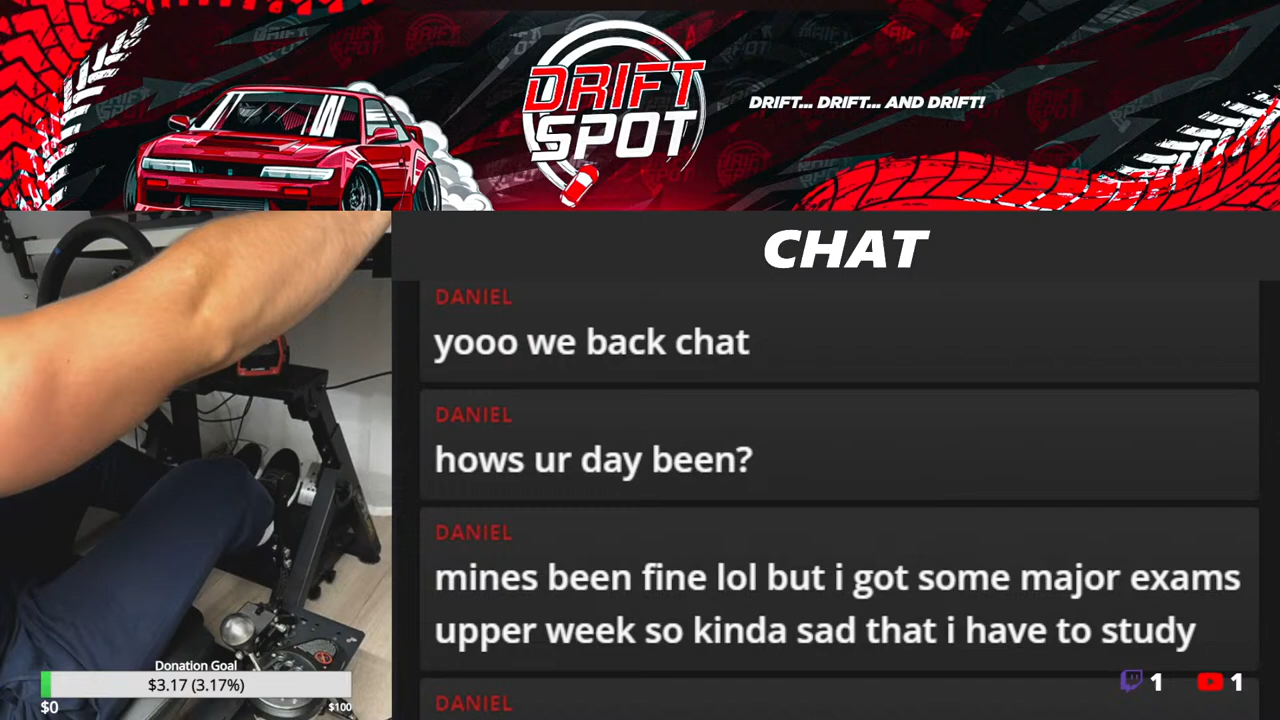 DRIFT
SPOT
DRIFT... DRIFT... AND DRIFT!
CHAT
DANIEL
yooo we back chat
DANIEL
hows ur day been?
DANIEL
mines been fine lol but i got some major exams
upper week so kinda sad that i have to study
DANIEL
Donation Goal
$3.17 (3.17%)
$0
$100
1
1